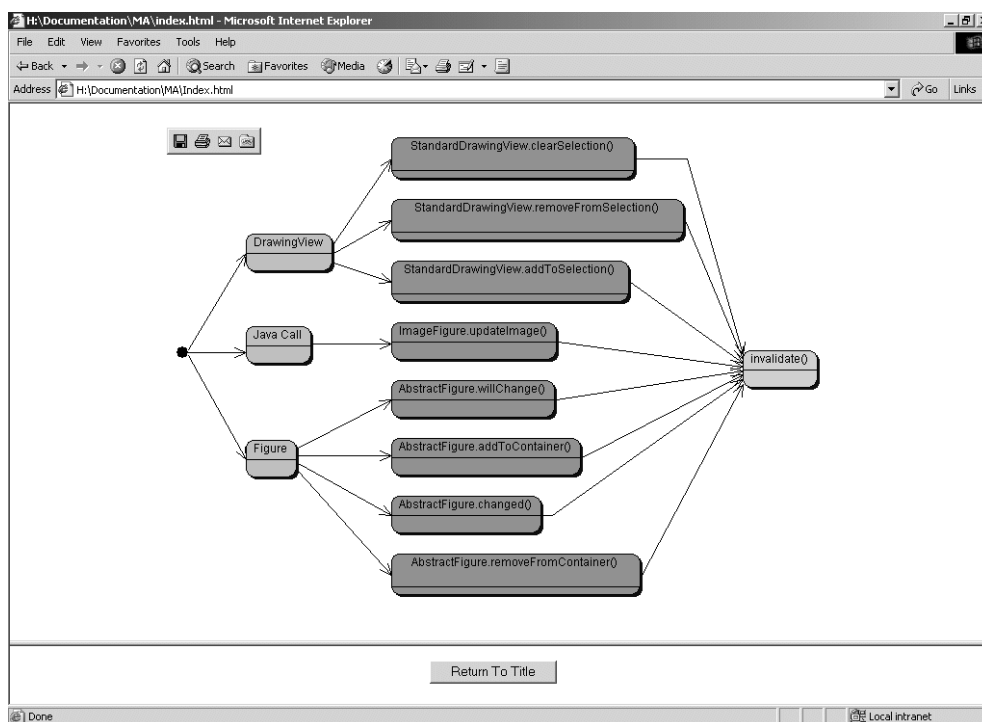 H:\Documentation\MA\index.html - Microsoft Internet Explorer
File Edit View Favorites Tools Help
Back Search Favorites Media
Address H:\Documentation\MA\Index.html Go Links
StandardDrawingView.clearSelection()
StandardDrawingView.removeFromSelection()
DrawingView
StandardDrawingView.addToSelection()
Java Call
ImageFigure.updateImage()
invalidate()
AbstractFigure.willChange()
Figure
AbstractFigure.addToContainer()
AbstractFigure.changed()
AbstractFigure.removeFromContainer()
Return To Title
Done
Local intranet